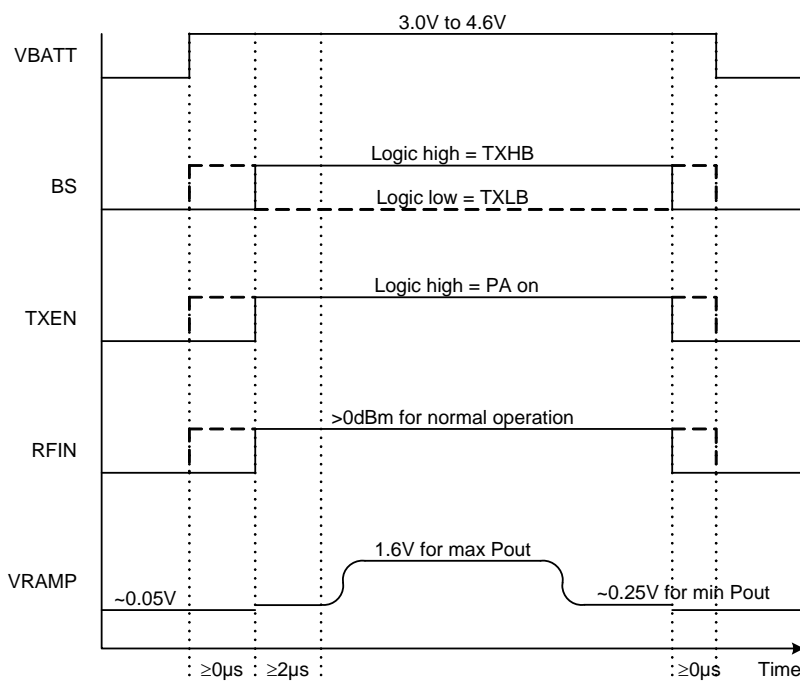 3.0V to 4.6V
VBATT
Logic high = TXHB
BS
Logic low = TXLB
Logic high = PA on
TXEN
>0dBm for normal operation
RFIN
1.6V for max Pout
VRAMP
~0.05V
~0.25V for min Pout
≥0µs
≥2µs
≥0µs
Time